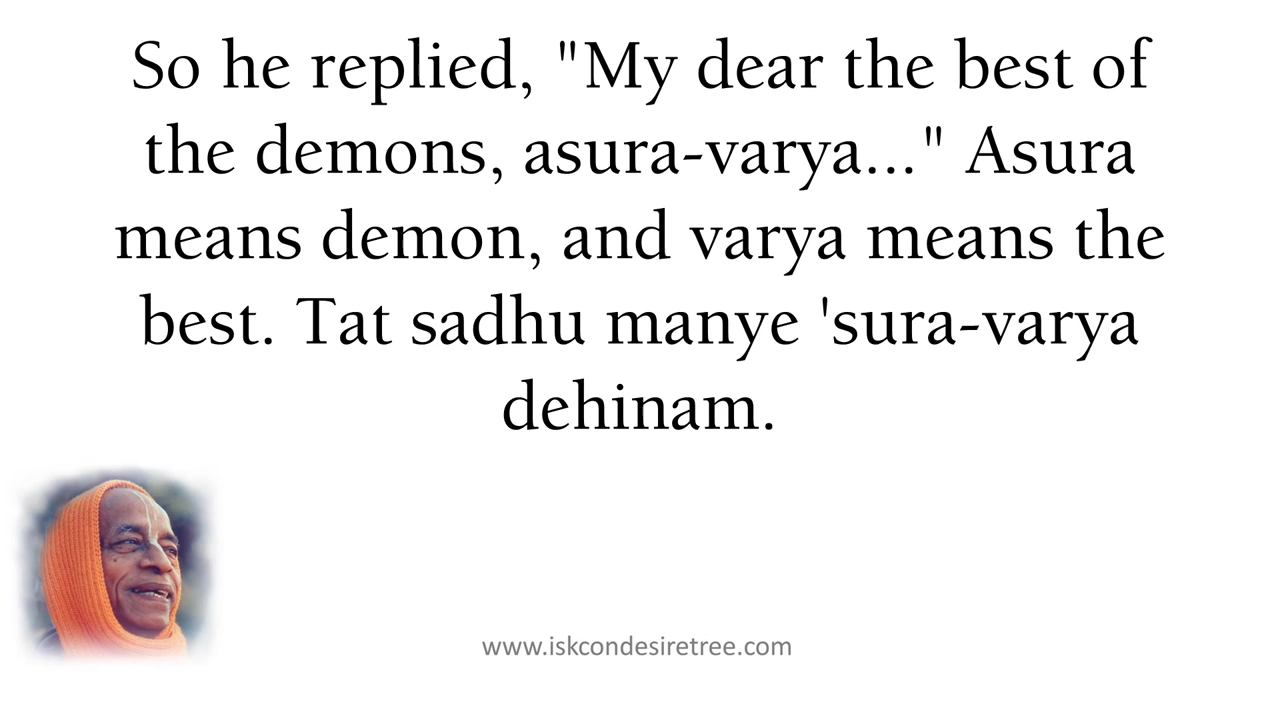 So he replied, "My dear the best of
the demons, asura-varya..." Asura
means demon, and varya means the
best. Tat sadhu manye 'sura-varya
dehinam.
www.iskcondesiretree.com